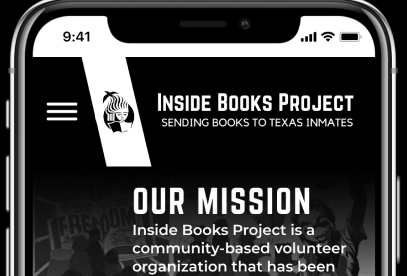 9:41
INSIDE BOOKS PROJECT
SENDING BOOKS TO TEXAS INMATES
FREEDOM
OUR MISSION
Inside Books Project is a
community-based volunteer
organization that has been